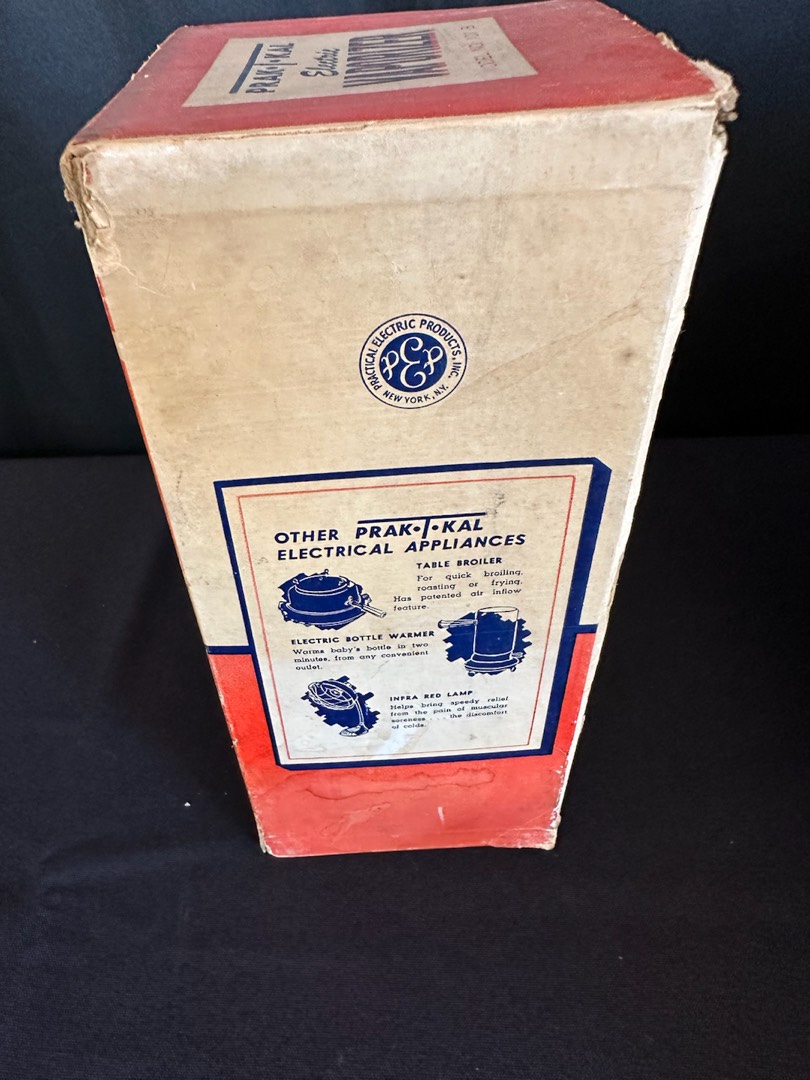 PRAK•T•KAL
Electric
VAPORIZER
PRACTICAL ELECTRIC PRODUCTS, INC.
NEW YORK, N.Y.
PEP
OTHER PRAK•T•KAL
ELECTRICAL APPLIANCES
TABLE BROILER
For quick broiling,
roasting or frying.
Has patented air inflow
feature.
ELECTRIC BOTTLE WARMER
Warms baby's bottle in two
minutes, from any convenient
outlet.
INFRA RED LAMP
Helps bring speedy relief
from the pain of muscular
soreness . . . the discomfort
of colds.